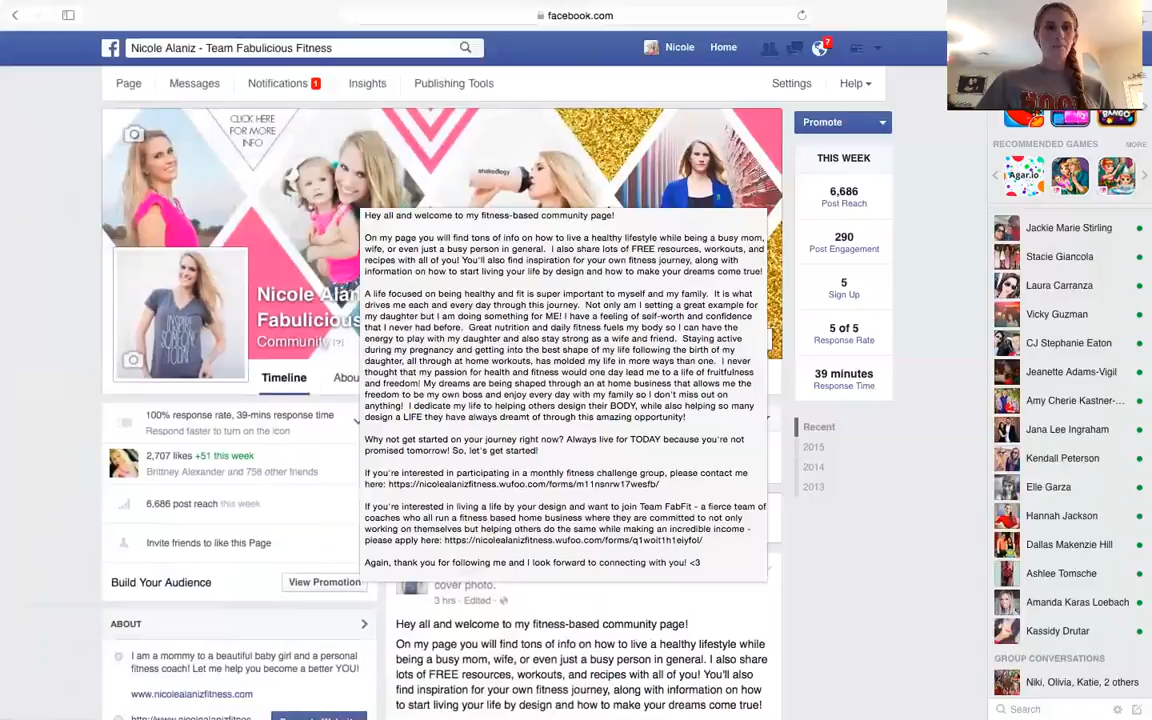 facebook.com
Nicole Alaniz - Team Fabulicious Fitness
Nicole
Home
7
Page
Messages
Notifications
1
Insights
Publishing Tools
Settings
Help
CLICK HERE
FOR MORE
INFO
shakeology
Promote
THIS WEEK
6,686
Post Reach
290
Post Engagement
5
Sign Up
5 of 5
Response Rate
39 minutes
Response Time
Recent
2015
2014
2013
INSPIRE
SOMEONE
TODAY
Nicole Alan
Fabulicious
Community [?]
Timeline
Abou
Hey all and welcome to my fitness-based community page!
On my page you will find tons of info on how to live a healthy lifestyle while being a busy mom,
wife, or even just a busy person in general.  I also share lots of FREE resources, workouts, and
recipes with all of you! You'll also find inspiration for your own fitness journey, along with
information on how to start living your life by design and how to make your dreams come true!
A life focused on being healthy and fit is super important to myself and my family.  It is what
drives me each and every day through this journey.  Not only am I setting a great example for
my daughter but I am doing something for ME! I have a feeling of self-worth and confidence
that I never had before.  Great nutrition and daily fitness fuels my body so I can have the
energy to play with my daughter and also stay strong as a wife and friend.  Staying active
during my pregnancy and getting into the best shape of my life following the birth of my
daughter, all through at home workouts, has molded my life in more ways than one.  I never
thought that my passion for health and fitness would one day lead me to a life of fruitfulness
and freedom! My dreams are being shaped through an at home business that allows me the
freedom to be my own boss and enjoy every day with my family so I don't miss out on
anything!  I dedicate my life to helping others design their BODY, while also helping so many
design a LIFE they have always dreamt of through this amazing opportunity!
Why not get started on your journey right now? Always live for TODAY because you're not
promised tomorrow! So, let's get started!
If you're interested in participating in a monthly fitness challenge group, please contact me
here: https://nicolealanizfitness.wufoo.com/forms/m11nsnrw17wesfb/
If you're interested in living a life by your design and want to join Team FabFit - a fierce team of
coaches who all run a fitness based home business where they are committed to not only
working on themselves but helping others do the same while making an incredible income -
please apply here: https://nicolealanizfitness.wufoo.com/forms/q1woit1h1eiyfol/
Again, thank you for following me and I look forward to connecting with you! <3
100% response rate, 39-mins response time
Respond faster to turn on the icon
2,707 likes +51 this week
Brittney Alexander and 756 other friends
6,686 post reach this week
Invite friends to like this Page
Build Your Audience
View Promotion
ABOUT
I am a mommy to a beautiful baby girl and a personal
fitness coach! Let me help you become a better YOU!
www.nicolealanizfitness.com
cover photo.
3 hrs · Edited ·
Hey all and welcome to my fitness-based community page!
On my page you will find tons of info on how to live a healthy lifestyle while
being a busy mom, wife, or even just a busy person in general. I also share
lots of FREE resources, workouts, and recipes with all of you! You'll also
find inspiration for your own fitness journey, along with information on how
to start living your life by design and how to make your dreams come true!
BINGO
RECOMMENDED GAMES
MORE
Agar.io
Jackie Marie Stirling
Stacie Giancola
Laura Carranza
Vicky Guzman
CJ Stephanie Eaton
Jeanette Adams-Vigil
Amy Cherie Kastner-...
Jana Lee Ingraham
Kendall Peterson
Elle Garza
Hannah Jackson
Dallas Makenzie Hill
Ashlee Tomsche
Amanda Karas Loebach
Kassidy Drutar
GROUP CONVERSATIONS
Niki, Olivia, Katie, 2 others
Search